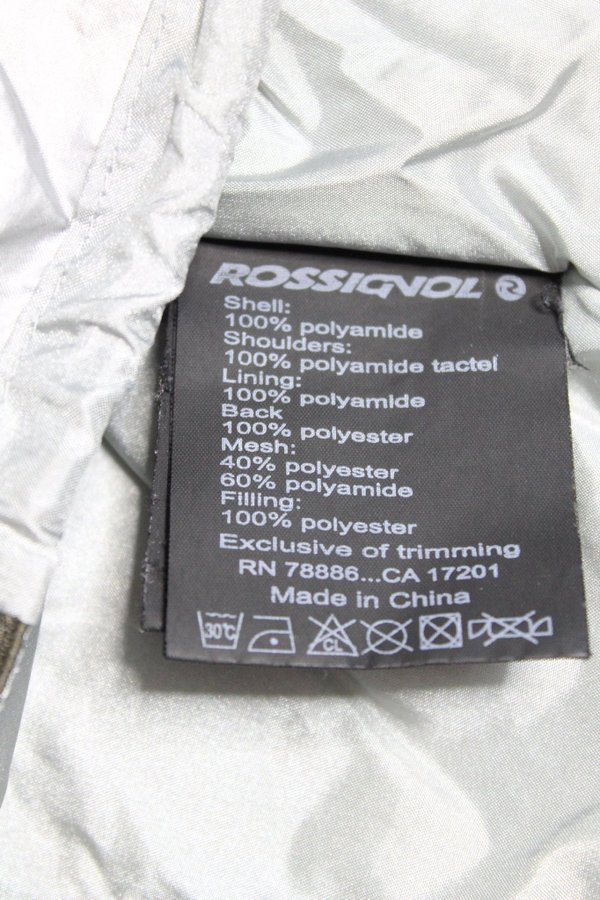 ROSSIGNOL R
Shell:
100% polyamide
Shoulders:
100% polyamide tactel
Lining:
100% polyamide
Back
100% polyester
Mesh:
40% polyester
60% polyamide
Filling:
100% polyester
Exclusive of trimming
RN 78886...CA 17201
Made in China
30°C CL